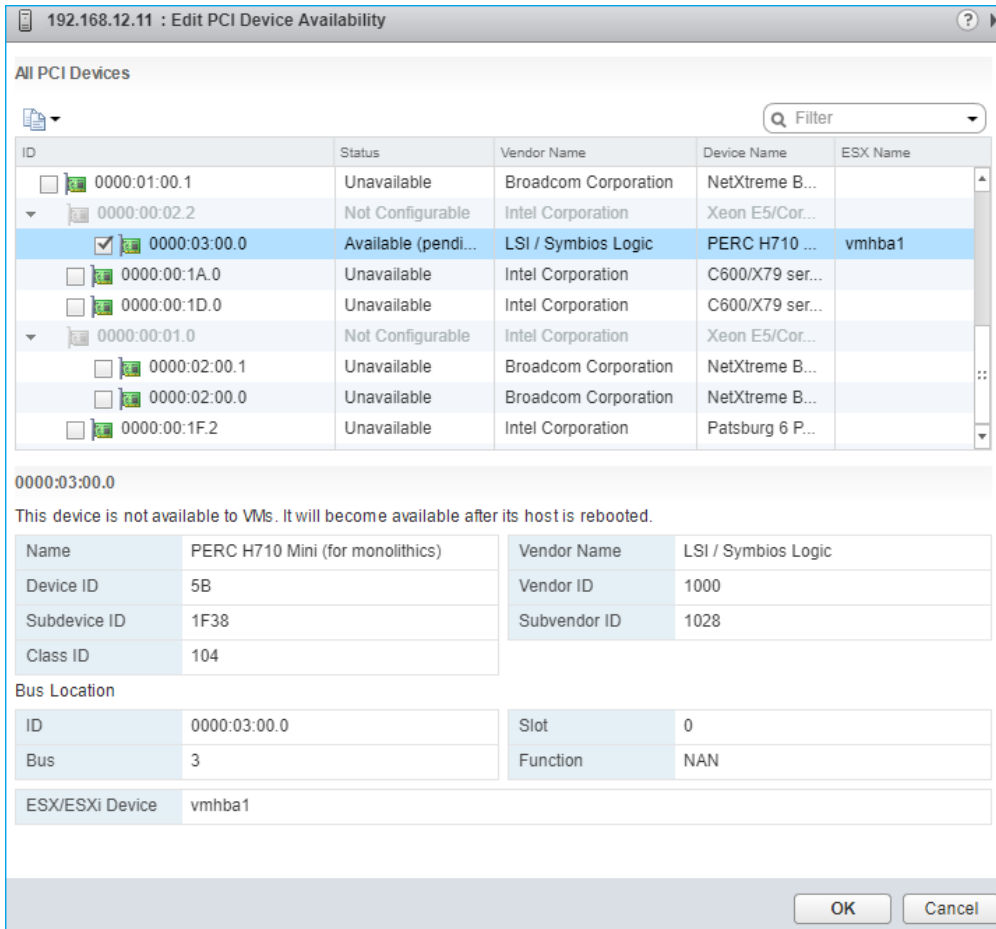 192.168.12.11 : Edit PCI Device Availability ?
All PCI Devices
Filter
ID Status Vendor Name Device Name ESX Name
0000:01:00.1 Unavailable Broadcom Corporation NetXtreme B...
0000:00:02.2 Not Configurable Intel Corporation Xeon E5/Cor...
0000:03:00.0 Available (pendi... LSI / Symbios Logic PERC H710 ... vmhba1
0000:00:1A.0 Unavailable Intel Corporation C600/X79 ser...
0000:00:1D.0 Unavailable Intel Corporation C600/X79 ser...
0000:00:01.0 Not Configurable Intel Corporation Xeon E5/Cor...
0000:02:00.1 Unavailable Broadcom Corporation NetXtreme B...
0000:02:00.0 Unavailable Broadcom Corporation NetXtreme B...
0000:00:1F.2 Unavailable Intel Corporation Patsburg 6 P...
0000:03:00.0
This device is not available to VMs. It will become available after its host is rebooted.
Name PERC H710 Mini (for monolithics) Vendor Name LSI / Symbios Logic
Device ID 5B Vendor ID 1000
Subdevice ID 1F38 Subvendor ID 1028
Class ID 104
Bus Location
ID 0000:03:00.0 Slot 0
Bus 3 Function NAN
ESX/ESXi Device vmhba1
OK Cancel